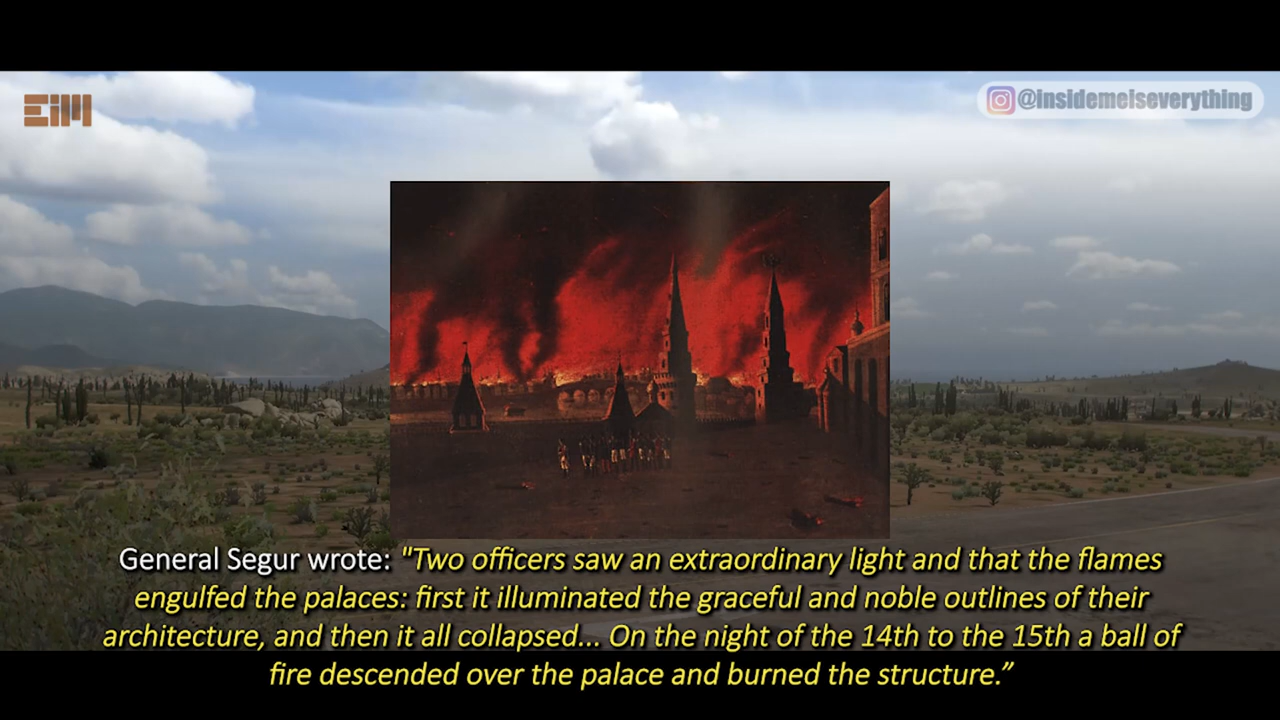 EIM
@insidemeiseverything
General Segur wrote: "Two officers saw an extraordinary light and that the flames
engulfed the palaces: first it illuminated the graceful and noble outlines of their
architecture, and then it all collapsed... On the night of the 14th to the 15th a ball of
fire descended over the palace and burned the structure.”